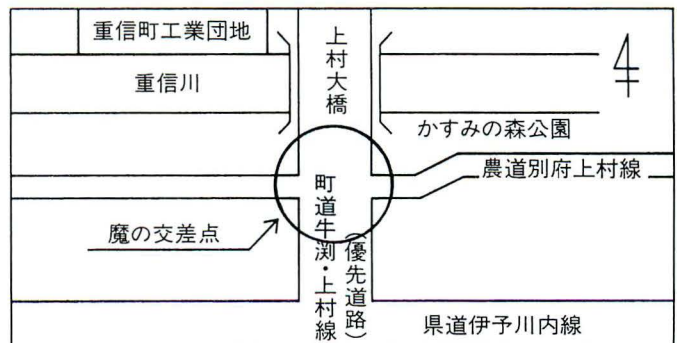 重信町工業団地
上村大橋
重信川
かすみの森公園
農道別府上村線
町道牛渕・上村線
(優先道路)
魔の交差点
県道伊予川内線